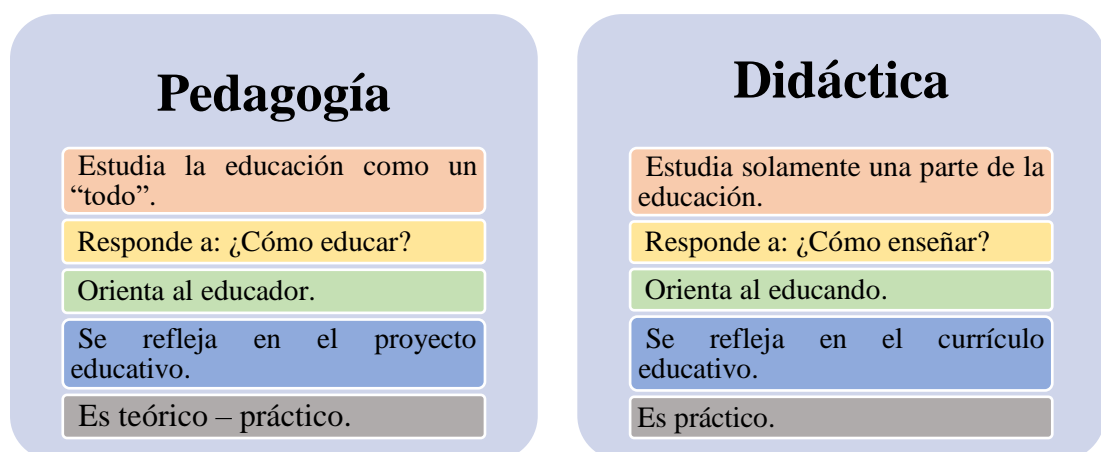 Pedagogía
Estudia la educación como un
“todo”.
Responde a: ¿Cómo educar?
Orienta al educador.
Se refleja en el proyecto
educativo.
Es teórico – práctico.
Didáctica
Estudia solamente una parte de la
educación.
Responde a: ¿Cómo enseñar?
Orienta al educando.
Se refleja en el currículo
educativo.
Es práctico.